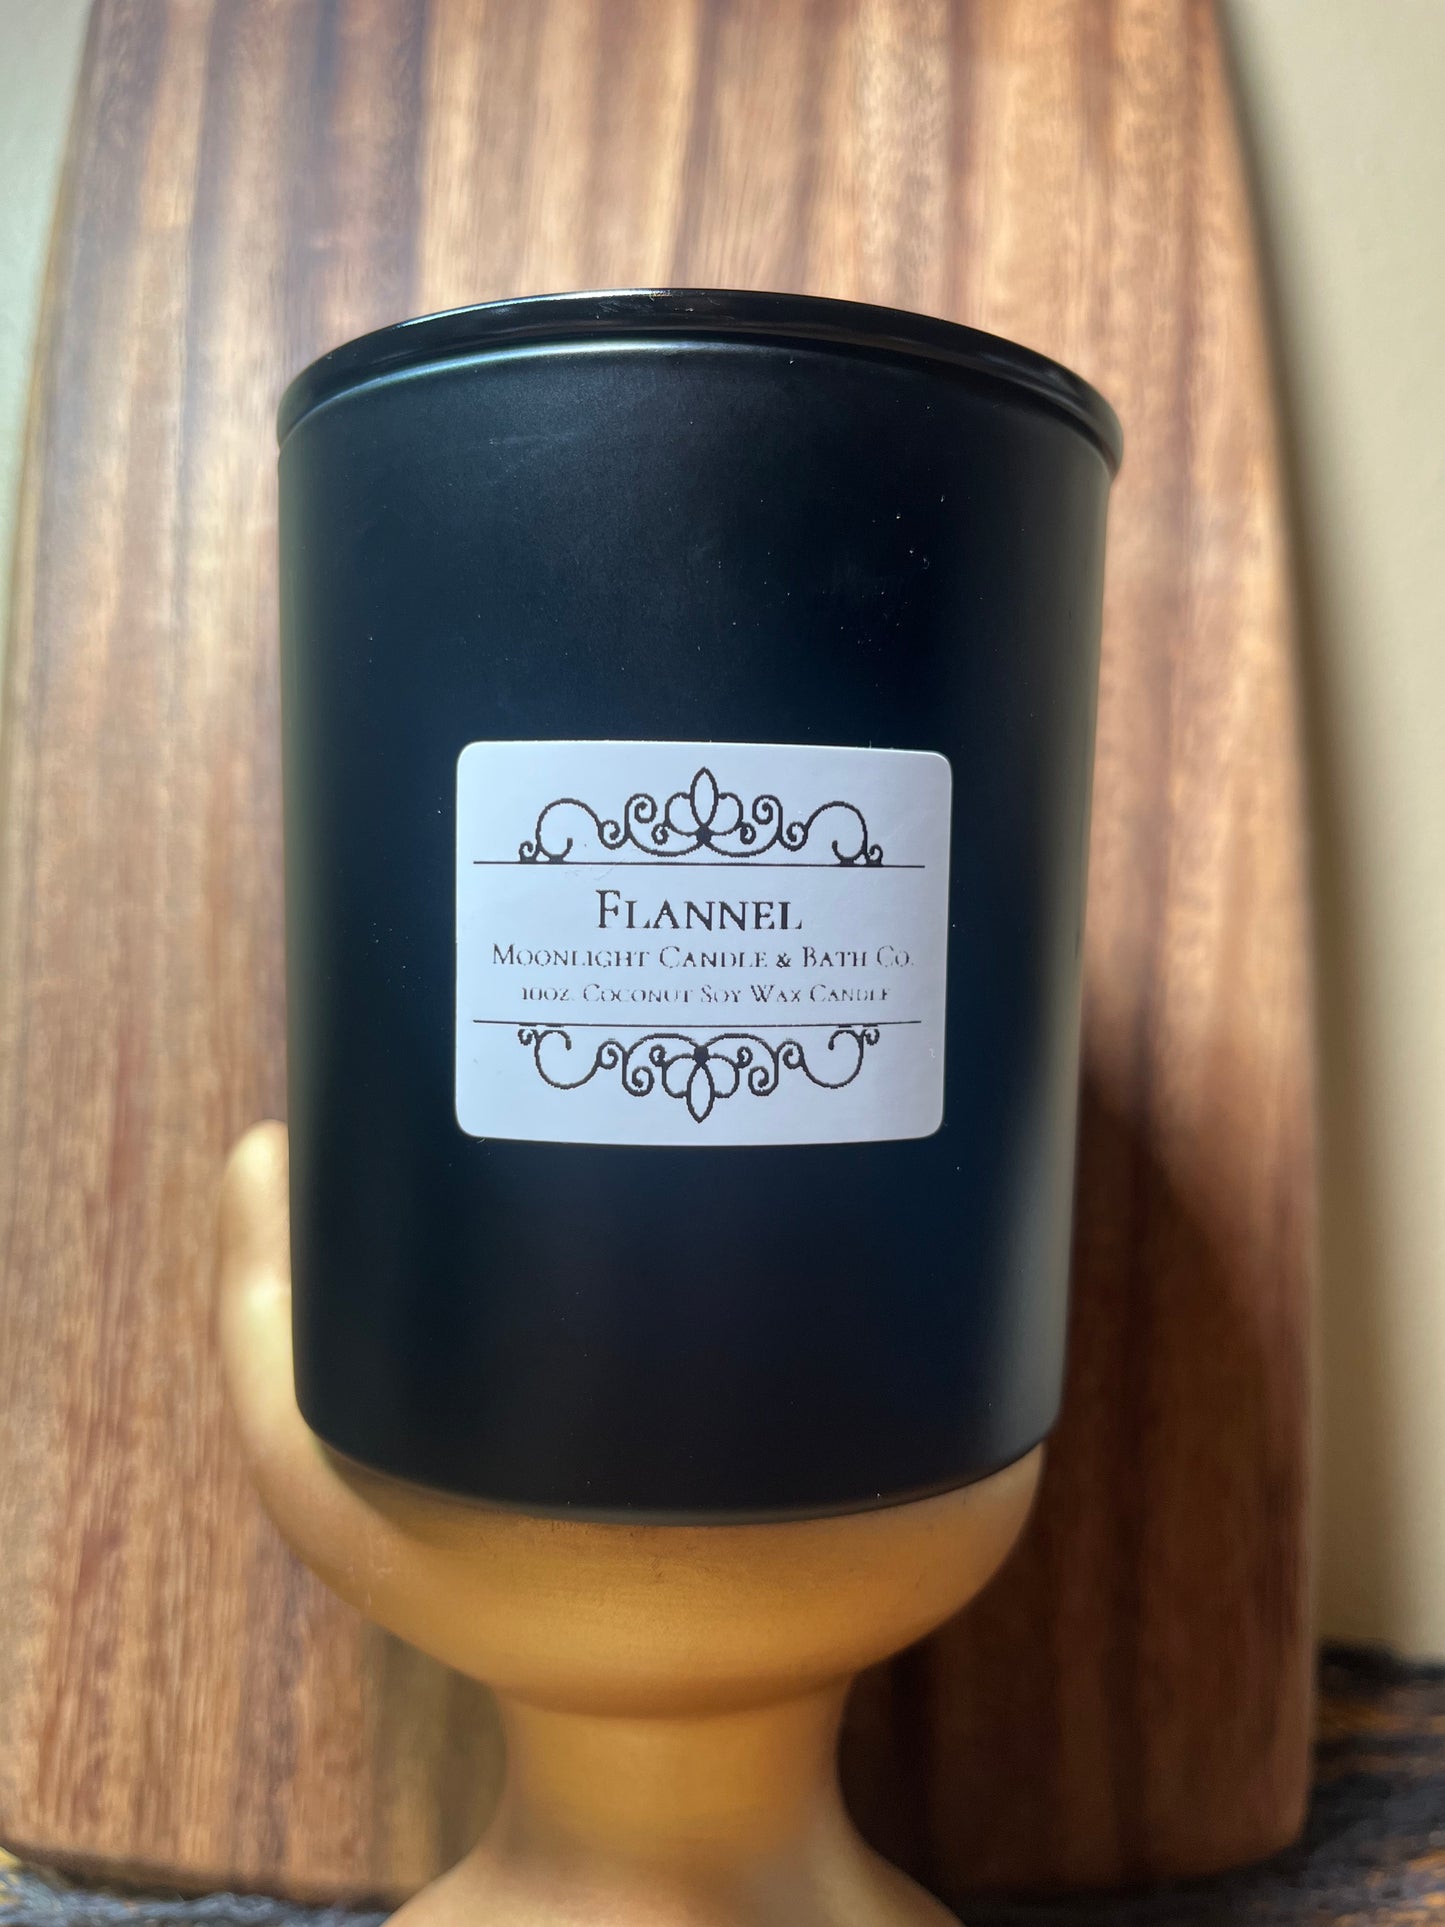 Flannel
Moonlight Candle & Bath Co.
10oz. Coconut Soy Wax Candle